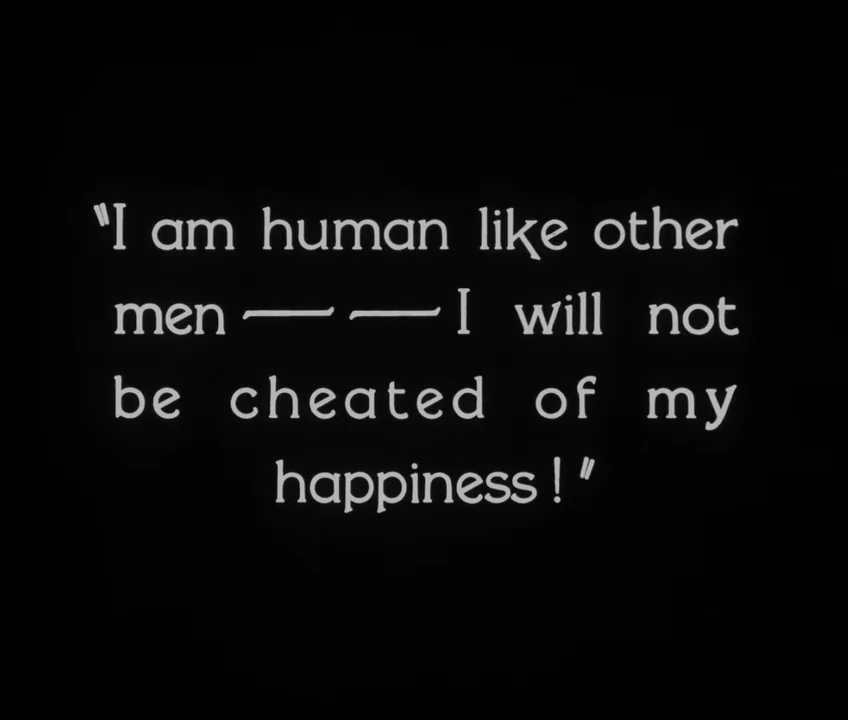 "I am human like other
men — — I will not
be cheated of my
happiness!"